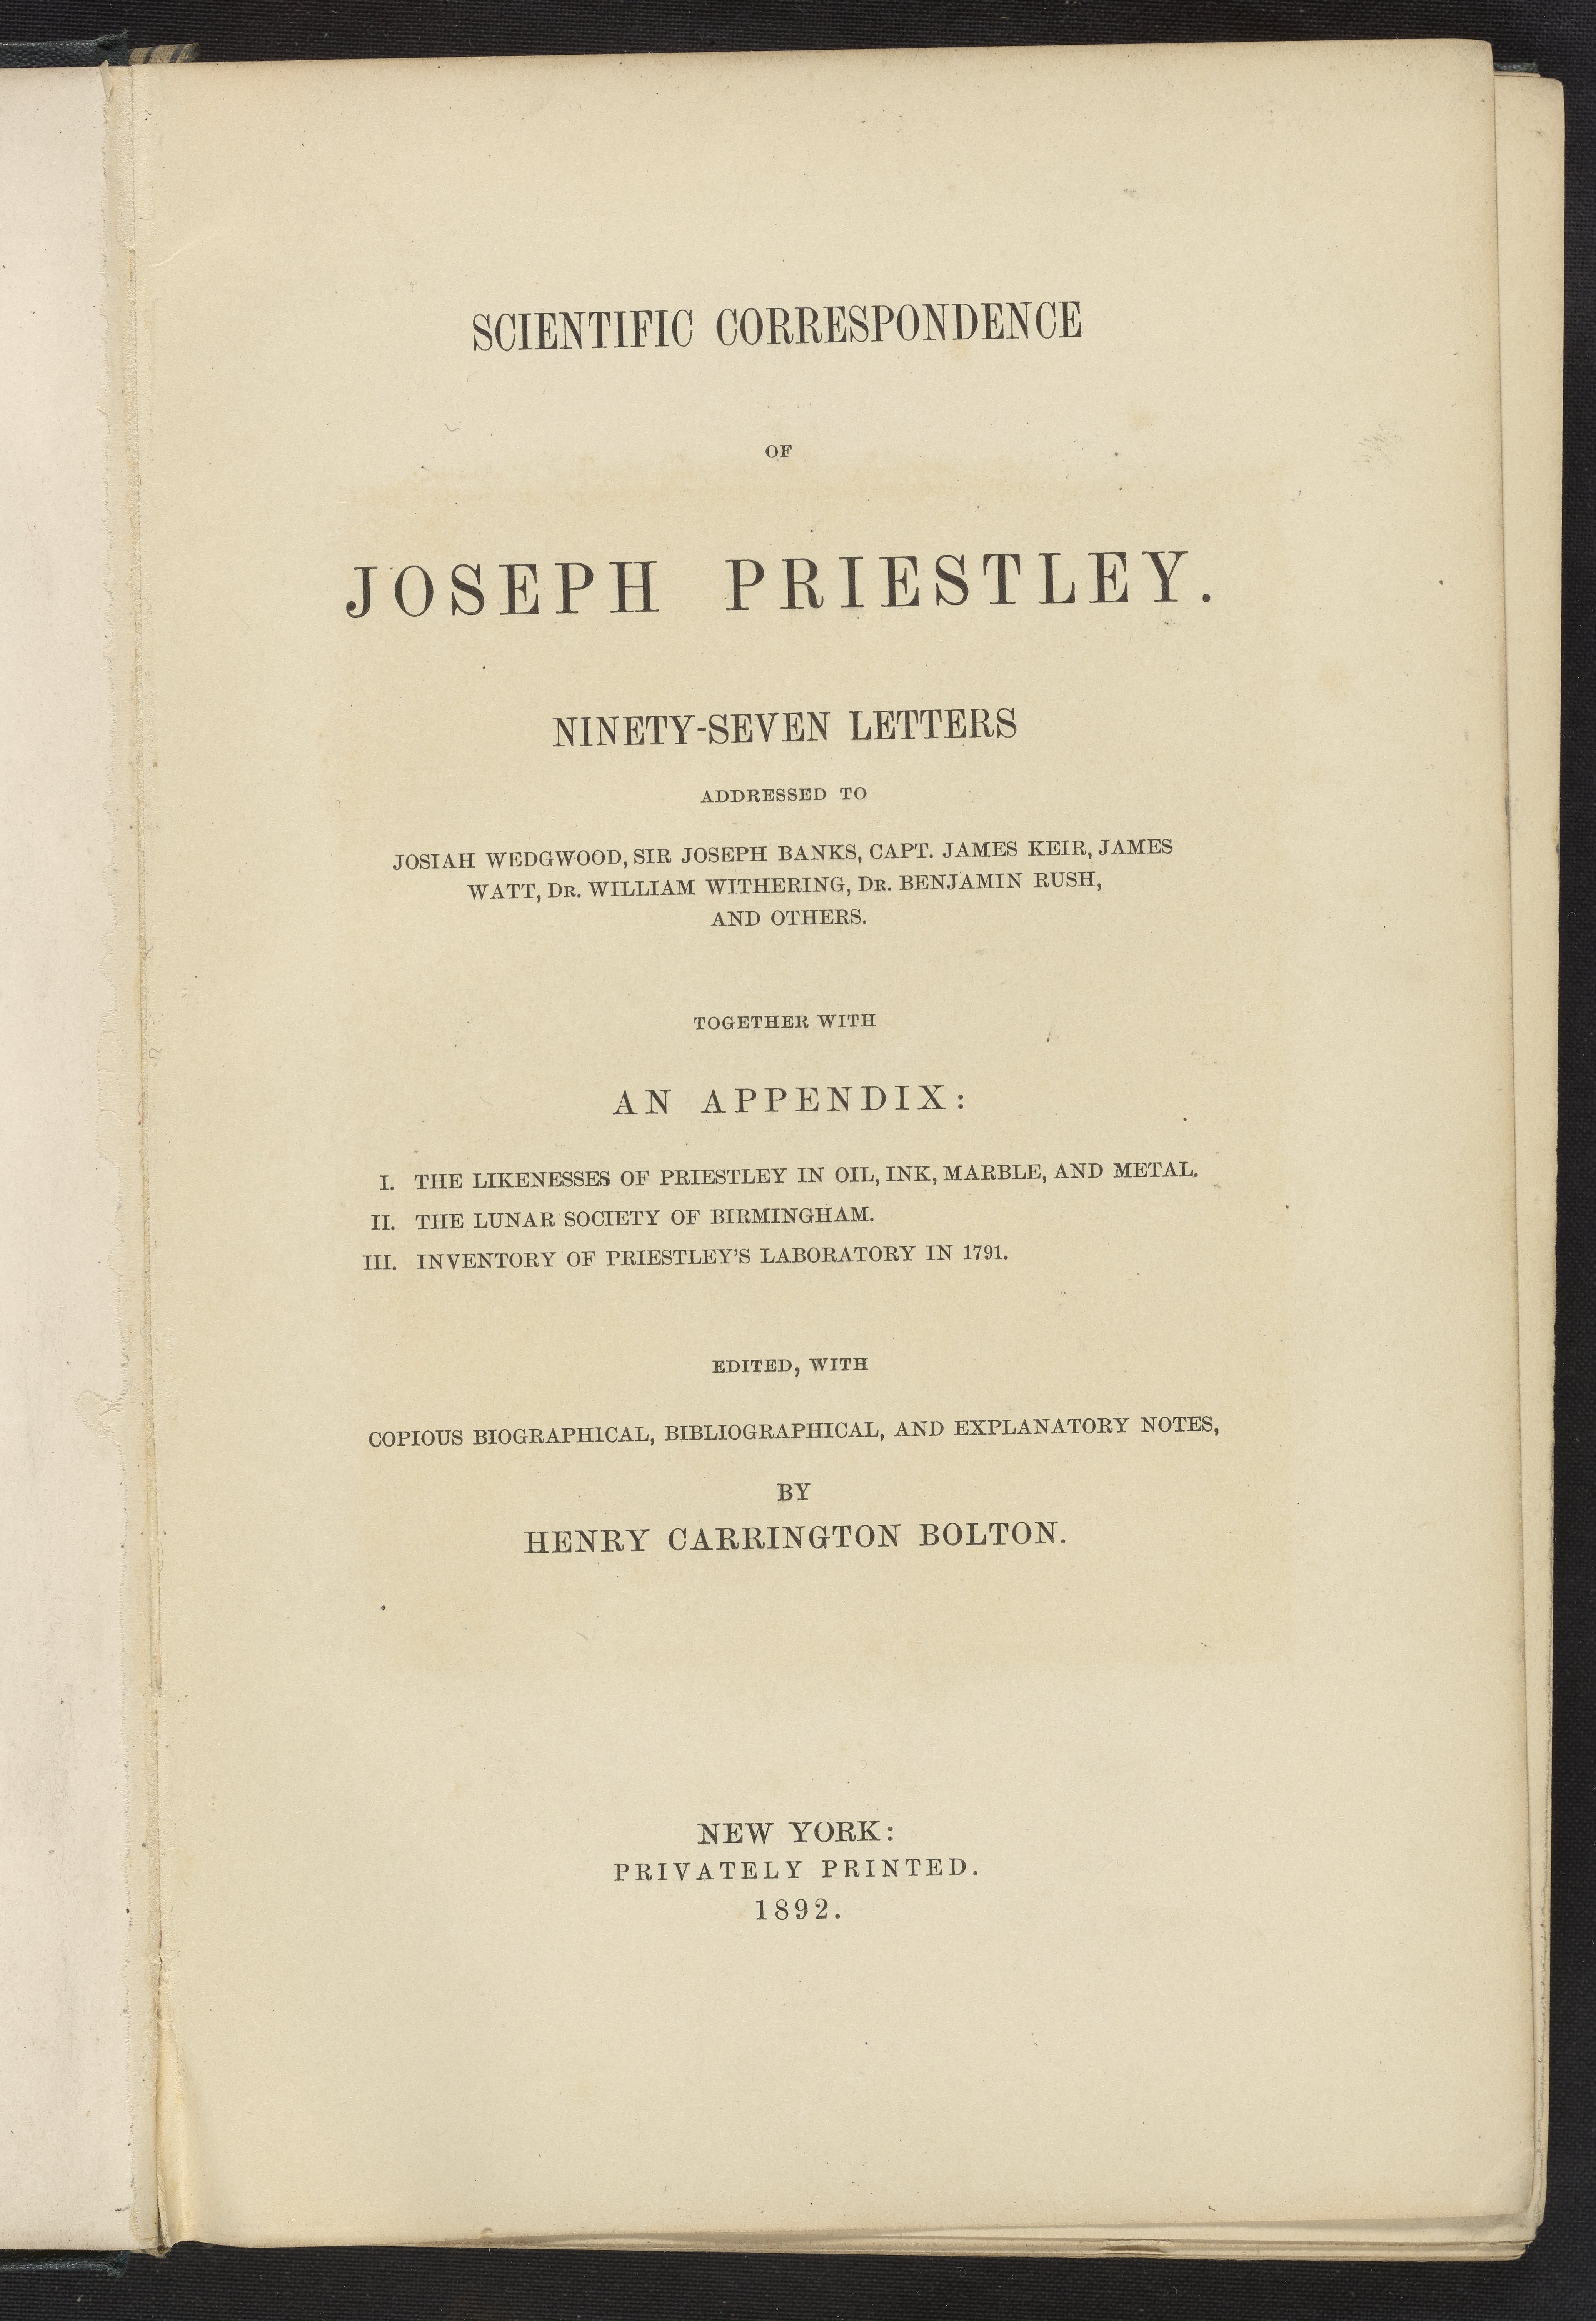 SCIENTIFIC CORRESPONDENCE
OF
JOSEPH PRIESTLEY.
NINETY-SEVEN LETTERS
ADDRESSED TO
JOSIAH WEDGWOOD, SIR JOSEPH BANKS, CAPT. JAMES KEIR, JAMES
WATT, DR. WILLIAM WITHERING, DR. BENJAMIN RUSH,
AND OTHERS.
TOGETHER WITH
AN APPENDIX:
I. THE LIKENESSES OF PRIESTLEY IN OIL, INK, MARBLE, AND METAL.
II. THE LUNAR SOCIETY OF BIRMINGHAM.
III. INVENTORY OF PRIESTLEY'S LABORATORY IN 1791.
EDITED, WITH
COPIOUS BIOGRAPHICAL, BIBLIOGRAPHICAL, AND EXPLANATORY NOTES,
BY
HENRY CARRINGTON BOLTON.
NEW YORK:
PRIVATELY PRINTED.
1892.